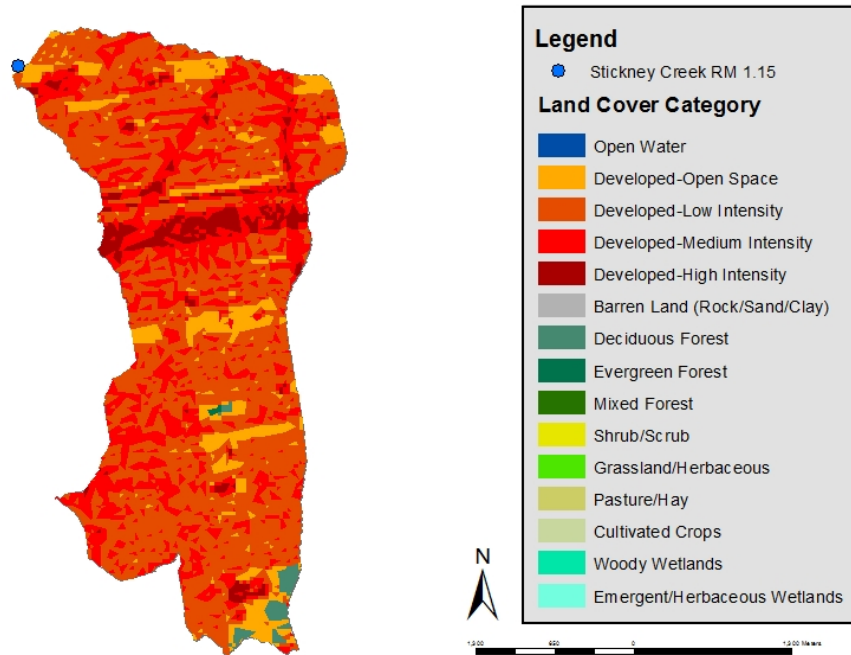 Legend
Stickney Creek RM 1.15
Land Cover Category
Open Water
Developed-Open Space
Developed-Low Intensity
Developed-Medium Intensity
Developed-High Intensity
Barren Land (Rock/Sand/Clay)
Deciduous Forest
Evergreen Forest
Mixed Forest
Shrub/Scrub
Grassland/Herbaceous
Pasture/Hay
Cultivated Crops
Woody Wetlands
Emergent/Herbaceous Wetlands
N
0 Meters